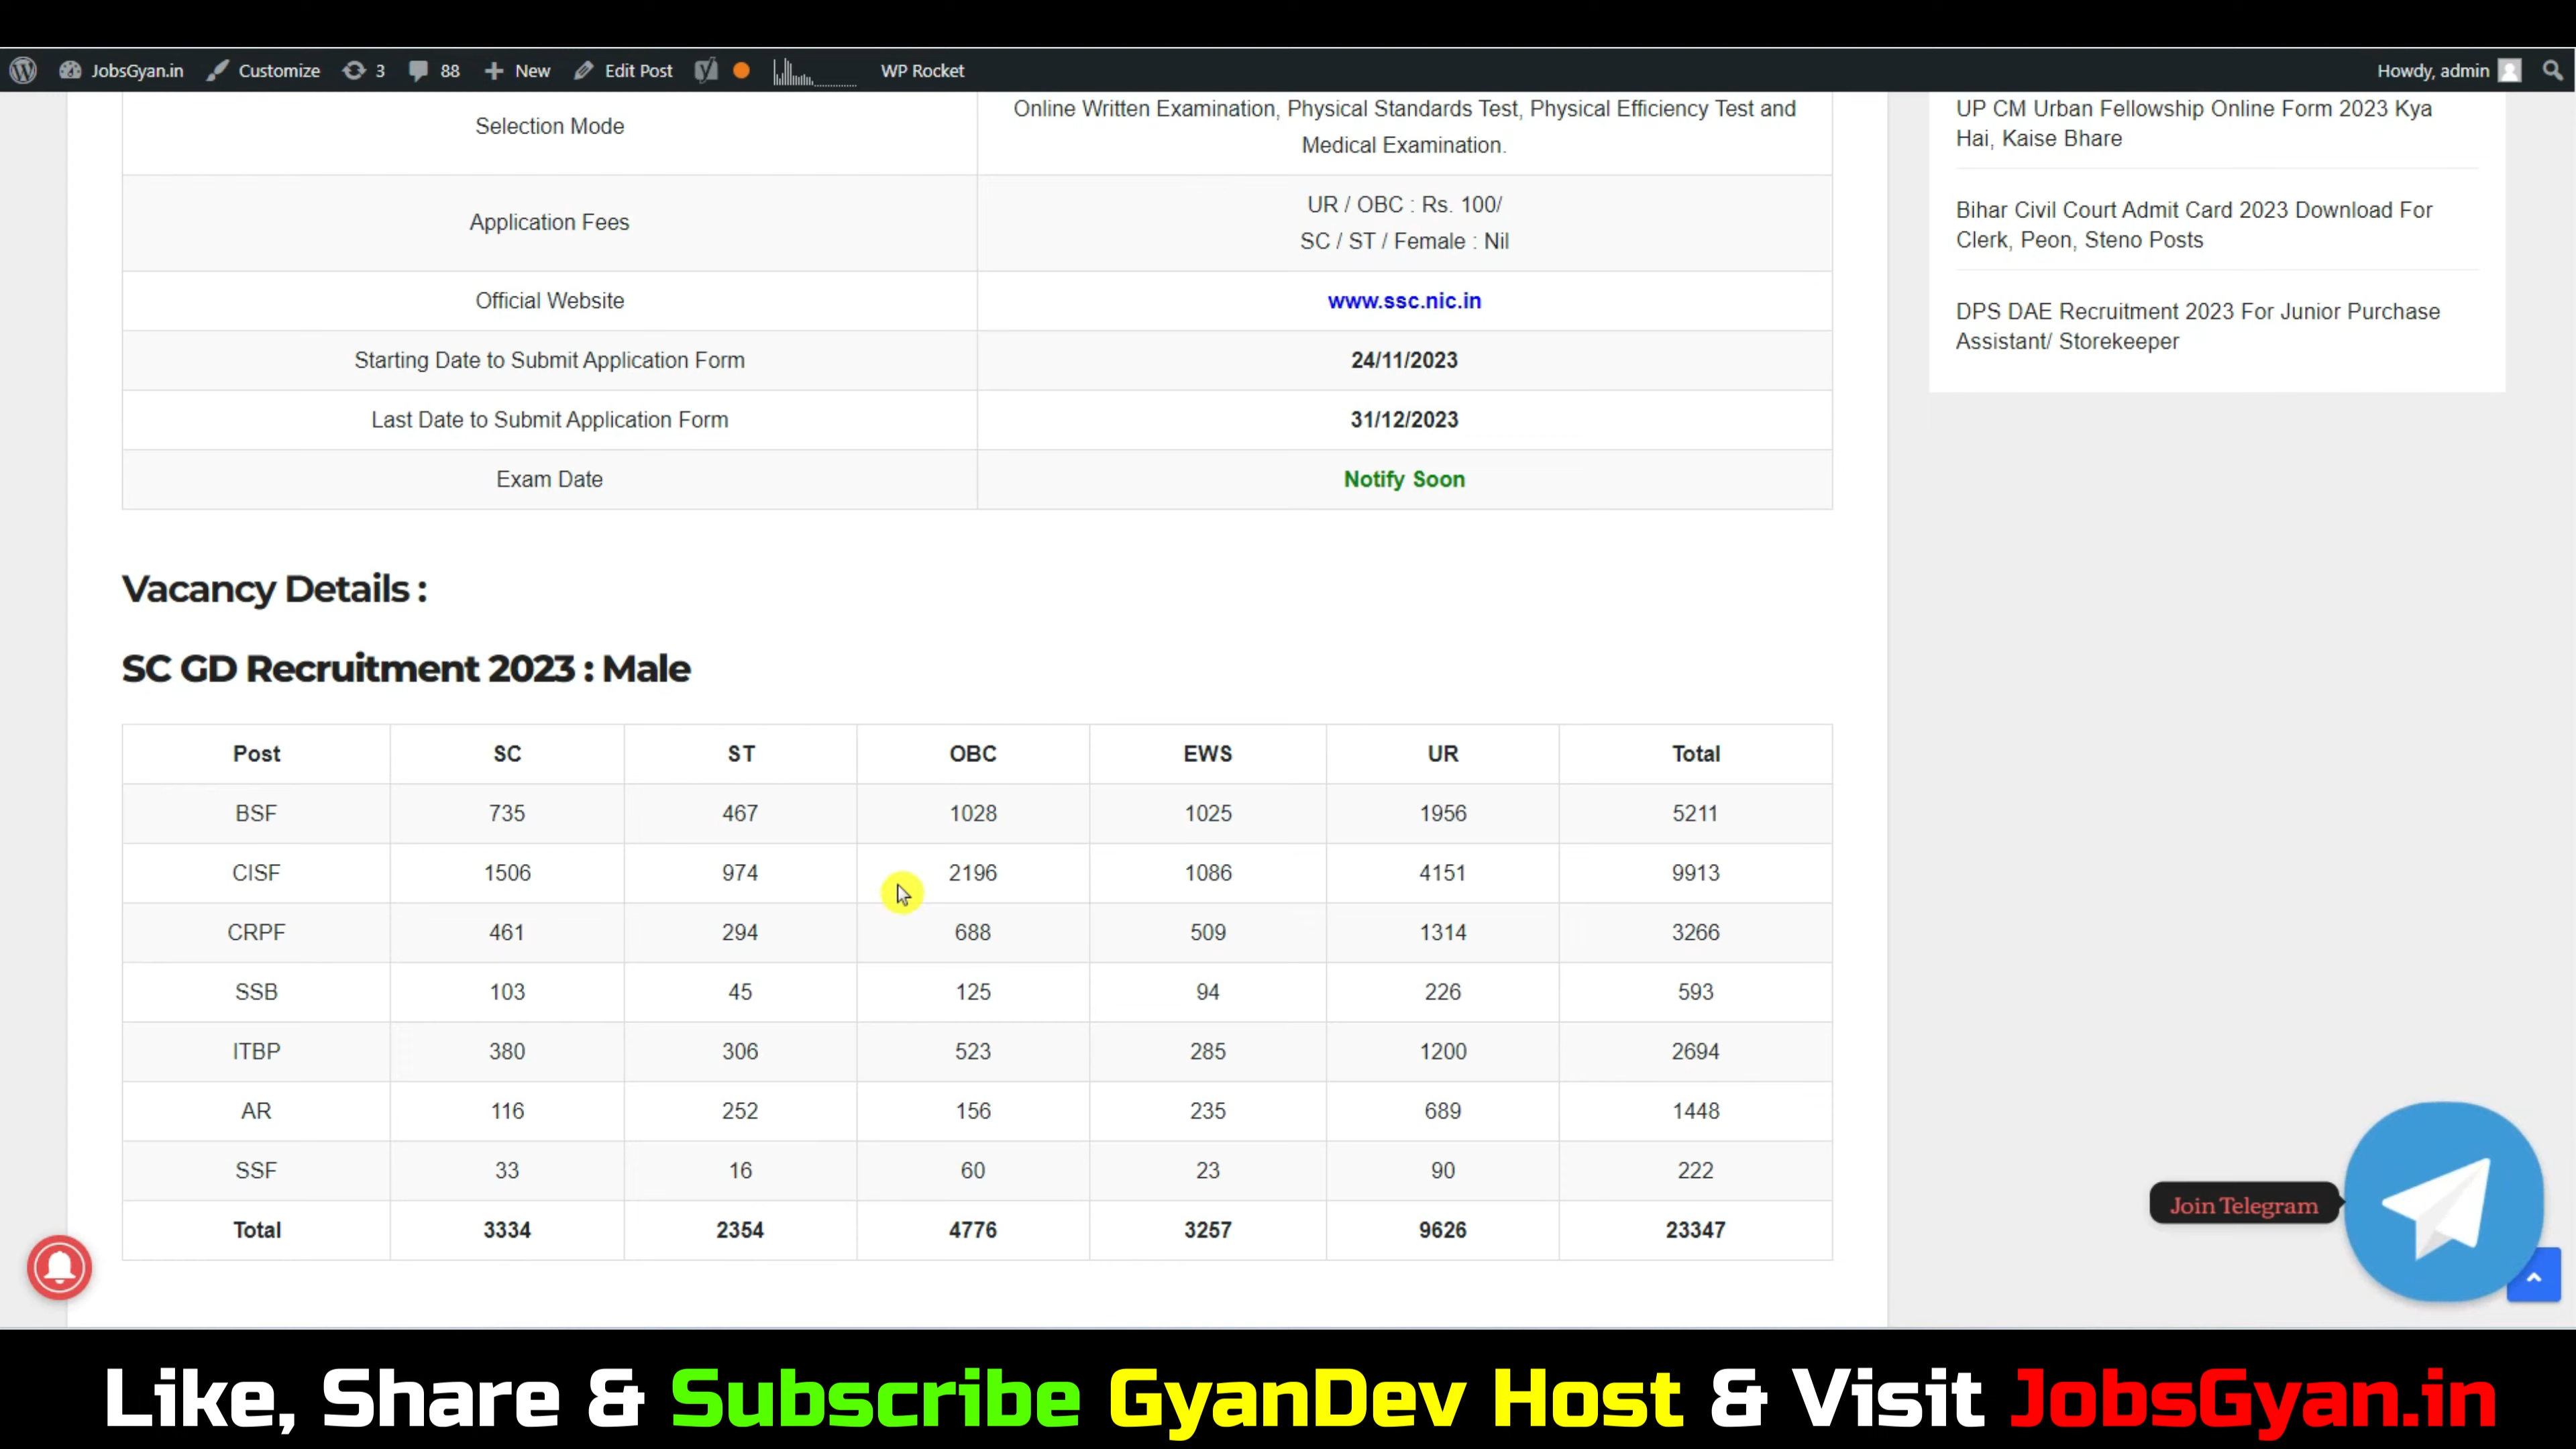 JobsGyan.in Customize 3 88 New Edit Post WP Rocket Howdy, admin
Selection Mode
Online Written Examination, Physical Standards Test, Physical Efficiency Test and
Medical Examination.
Application Fees
UR / OBC : Rs. 100/
SC / ST / Female : Nil
Official Website www.ssc.nic.in
Starting Date to Submit Application Form 24/11/2023
Last Date to Submit Application Form 31/12/2023
Exam Date Notify Soon
UP CM Urban Fellowship Online Form 2023 Kya
Hai, Kaise Bhare
Bihar Civil Court Admit Card 2023 Download For
Clerk, Peon, Steno Posts
DPS DAE Recruitment 2023 For Junior Purchase
Assistant/ Storekeeper
Vacancy Details :
SC GD Recruitment 2023 : Male
Post SC ST OBC EWS UR Total
BSF 735 467 1028 1025 1956 5211
CISF 1506 974 2196 1086 4151 9913
CRPF 461 294 688 509 1314 3266
SSB 103 45 125 94 226 593
ITBP 380 306 523 285 1200 2694
AR 116 252 156 235 689 1448
SSF 33 16 60 23 90 222
Total 3334 2354 4776 3257 9626 23347
Join Telegram
Like, Share & Subscribe GyanDev Host & Visit JobsGyan.in